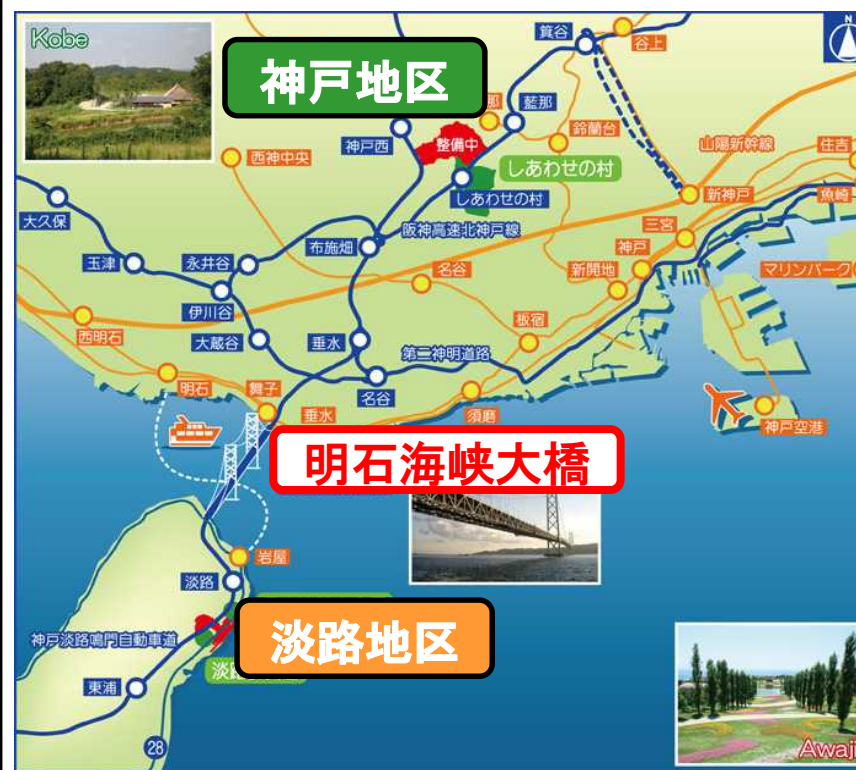 Kobe
神戸地区
箕谷
谷上
N
那
藍那
鈴蘭台
神戸西
整備中
西神中央
しあわせの村
山陽新幹線
住吉
しあわせの村
新神戸
魚崎
大久保
阪神高速北神戸線
三宮
布施畑
神戸
玉津
永井谷
名谷
新開地
マリンパーク
伊川谷
西明石
大蔵谷
垂水
板宿
第二神明道路
明石
舞子
名谷
垂水
須磨
神戸空港
明石海峡大橋
岩屋
淡路
淡路地区
神戸淡路鳴門自動車道
淡路
東浦
28
Awaji